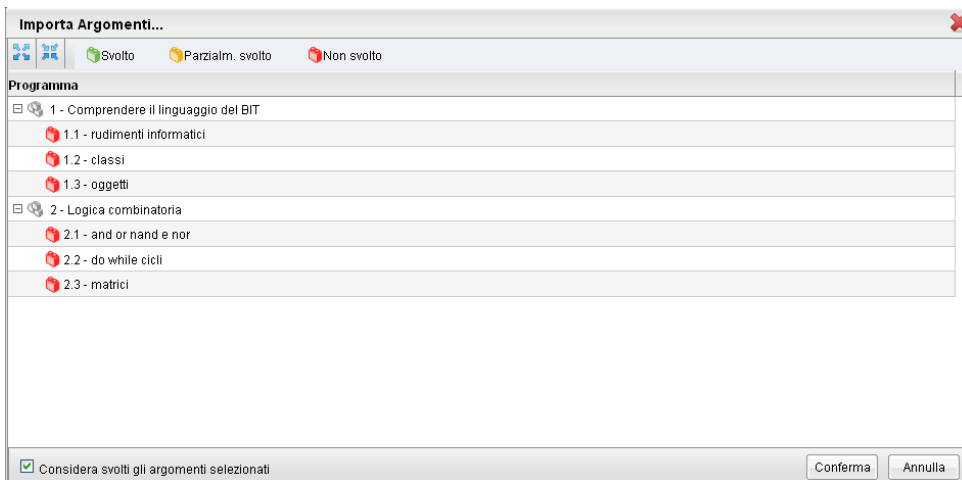 Importa Argomenti...
Svolto Parzialm. svolto Non svolto
Programma
1 - Comprendere il linguaggio del BIT
1.1 - rudimenti informatici
1.2 - classi
1.3 - oggetti
2 - Logica combinatoria
2.1 - and or nand e nor
2.2 - do while cicli
2.3 - matrici
Considera svolti gli argomenti selezionati Conferma Annulla